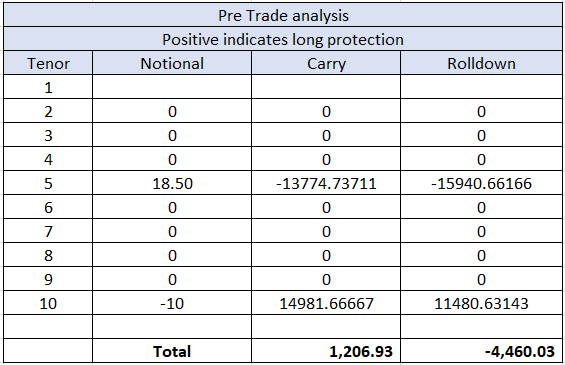 Pre Trade analysis
Positive indicates long protection
Tenor Notional Carry Rolldown
1
2 0 0 0
3 0 0 0
4 0 0 0
5 18.50 -13774.73711 -15940.66166
6 0 0 0
7 0 0 0
8 0 0 0
9 0 0 0
10 -10 14981.66667 11480.63143
Total 1,206.93 -4,460.03